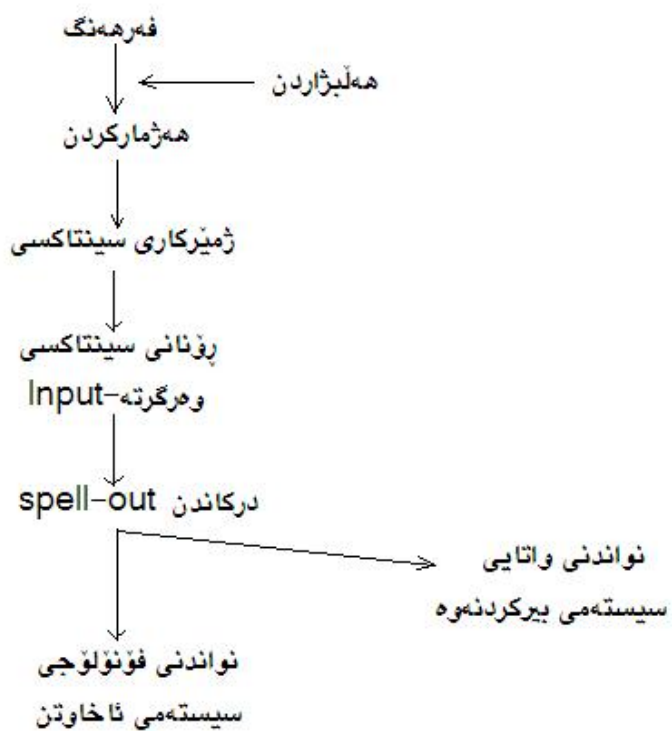 فەرهەنگ
هەڵبژاردن
هەژمارکردن
ژمێرکاری سینتاکسی
ڕۆنانی سینتاکسی
وەرگرتە-Input
درکاندن spell-out
نواندنی واتایی
سیستەمی بیرکردنەوە
نواندنی فۆنۆلۆجی
سیستەمی ئاخاوتن